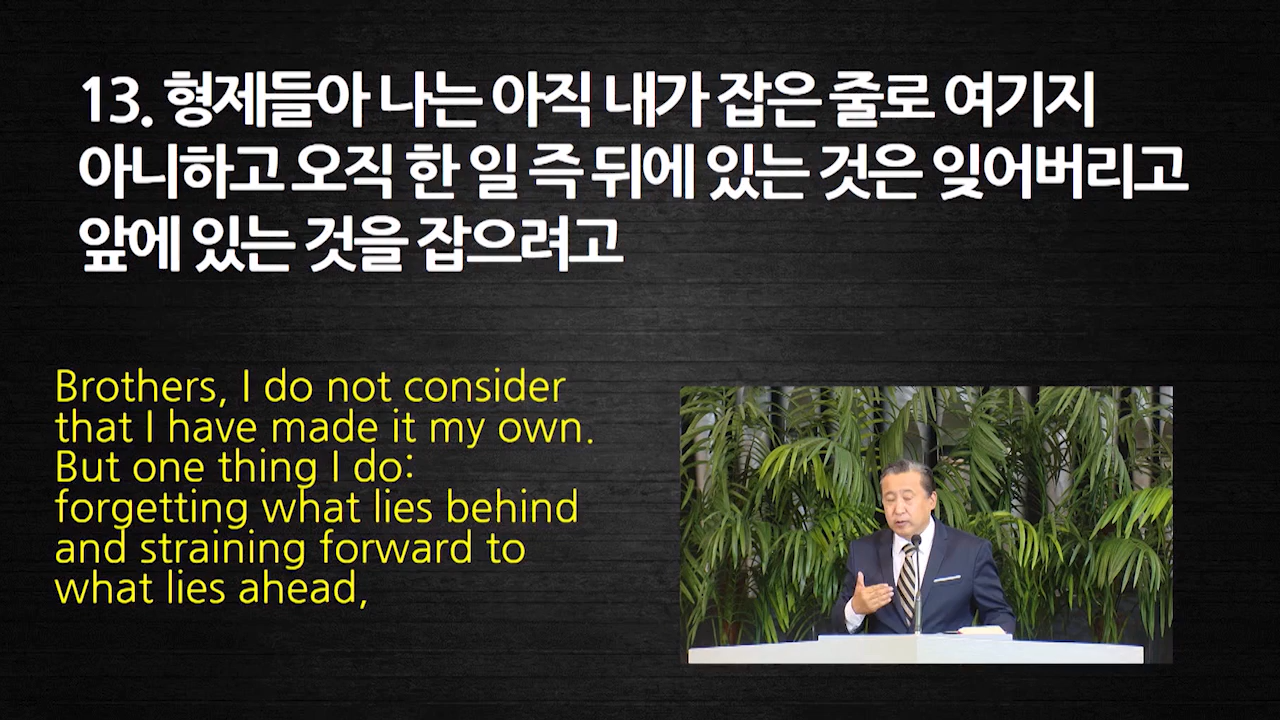 13. 형제들아 나는 아직 내가 잡은 줄로 여기지
아니하고 오직 한 일 즉 뒤에 있는 것은 잊어버리고
앞에 있는 것을 잡으려고
Brothers, I do not consider
that I have made it my own.
But one thing I do:
forgetting what lies behind
and straining forward to
what lies ahead,